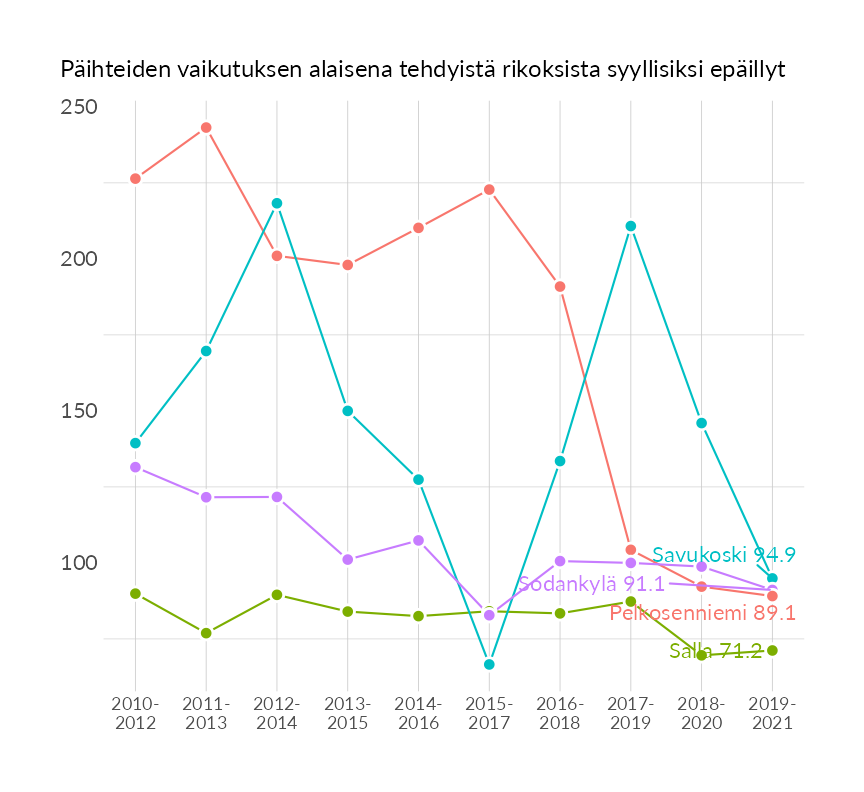 Päihteiden vaikutuksen alaisena tehdyistä rikoksista syyllisiksi epäillyt
250
200
150
100
Savukoski 94.9
Sodankylä 91.1
Pelkosenniemi 89.1
Salla 71.2
2010- 2011- 2012- 2013- 2014- 2015- 2016- 2017- 2018- 2019-
2012 2013 2014 2015 2016 2017 2018 2019 2020 2021